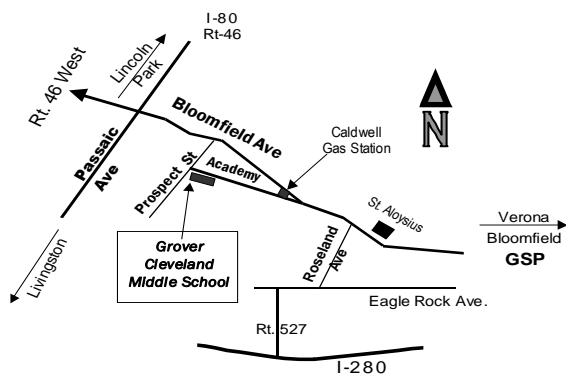 I-80
Rt-46
Lincoln
Park
Rt. 46 West
Bloomfield Ave
Caldwell
Gas Station
N
Passaic
Ave
Prospect St
Academy
St. Aloysius
Verona
Bloomfield
GSP
Grover
Cleveland
Middle School
Roseland
Ave
Livingston
Eagle Rock Ave.
Rt. 527
I-280